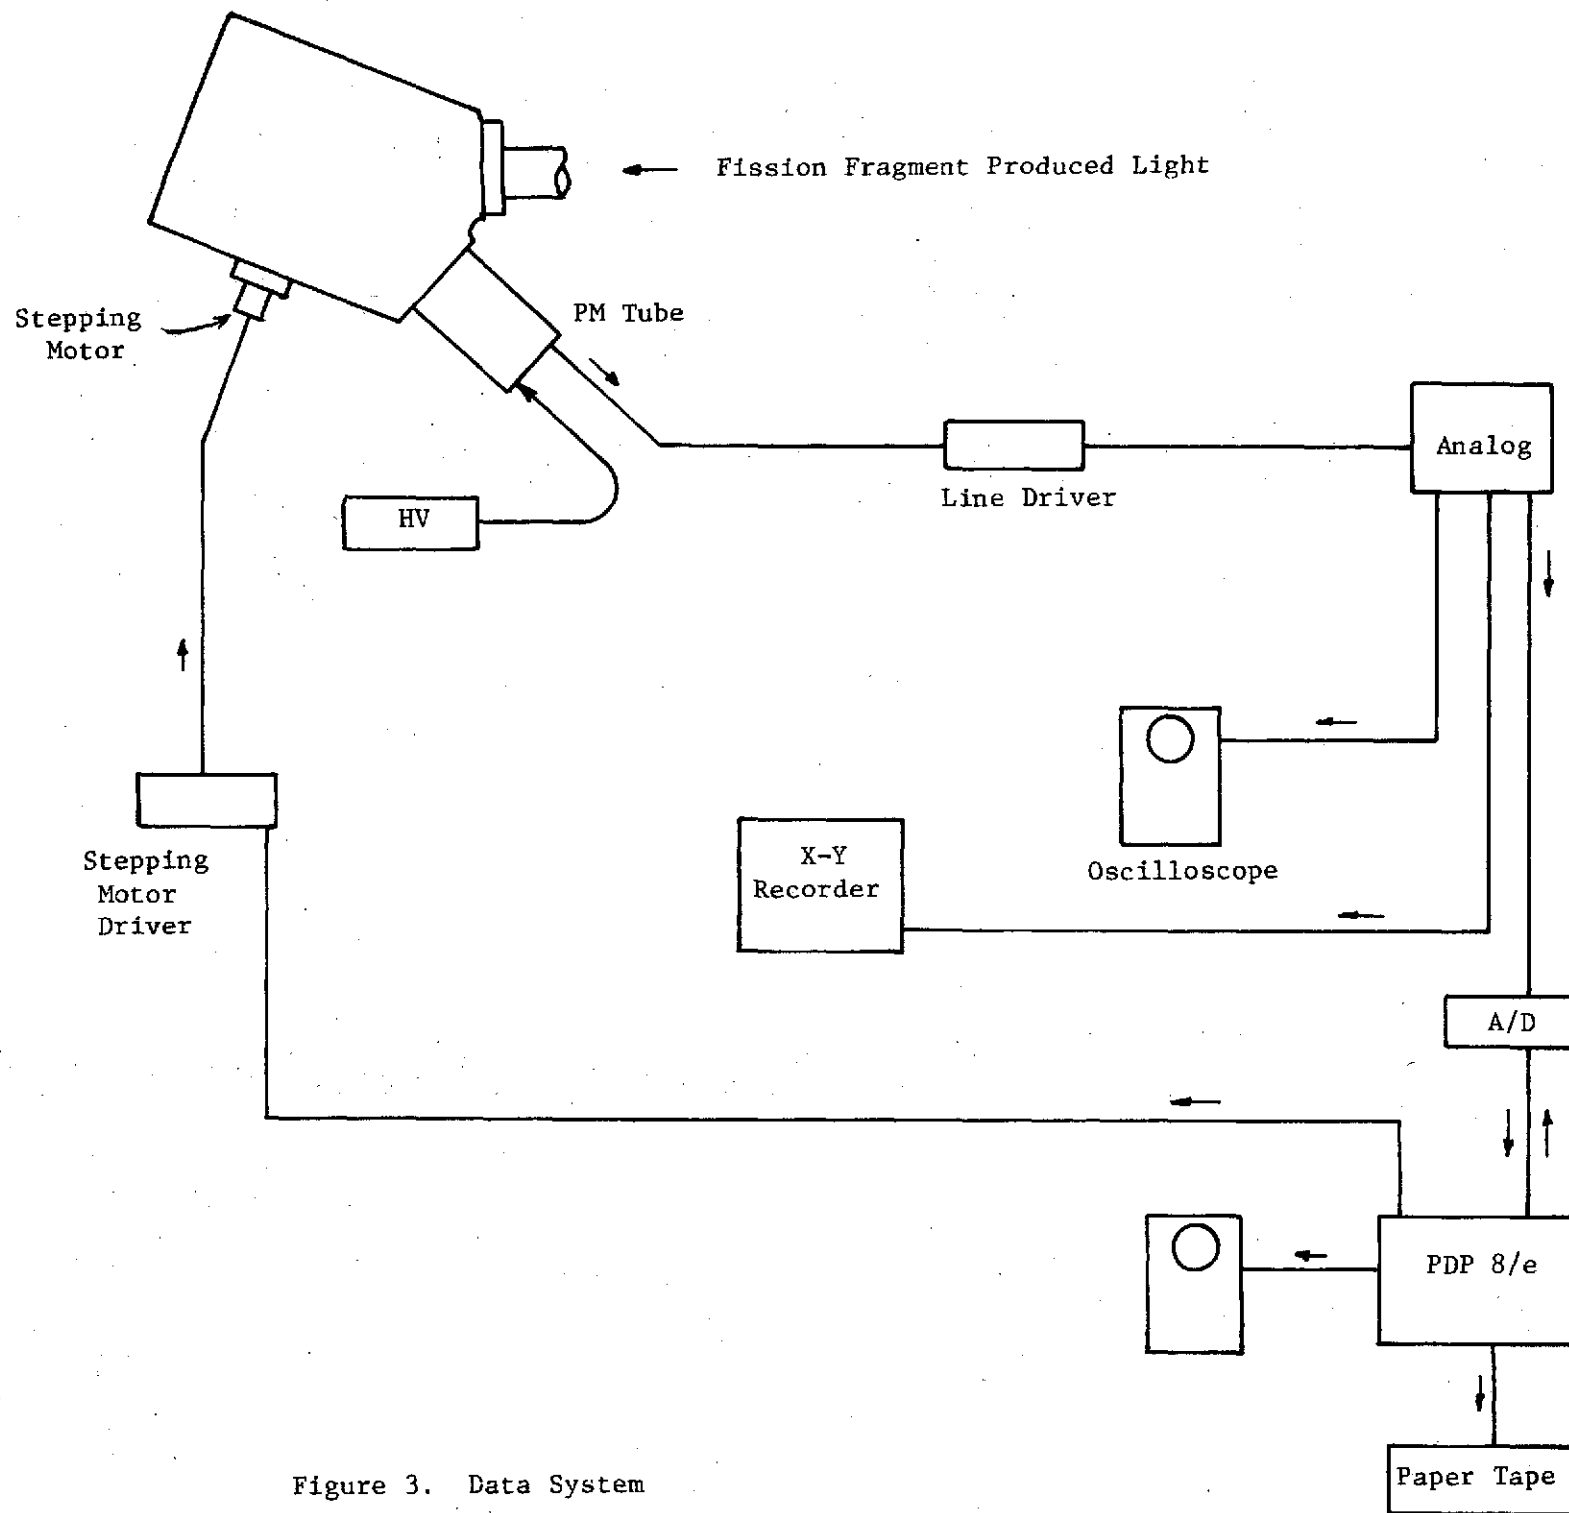 Fission Fragment Produced Light
Stepping
Motor
PM Tube
Analog
Line Driver
HV
X-Y
Recorder
Oscilloscope
Stepping
Motor
Driver
A/D
PDP 8/e
Paper Tape
Figure 3. Data System